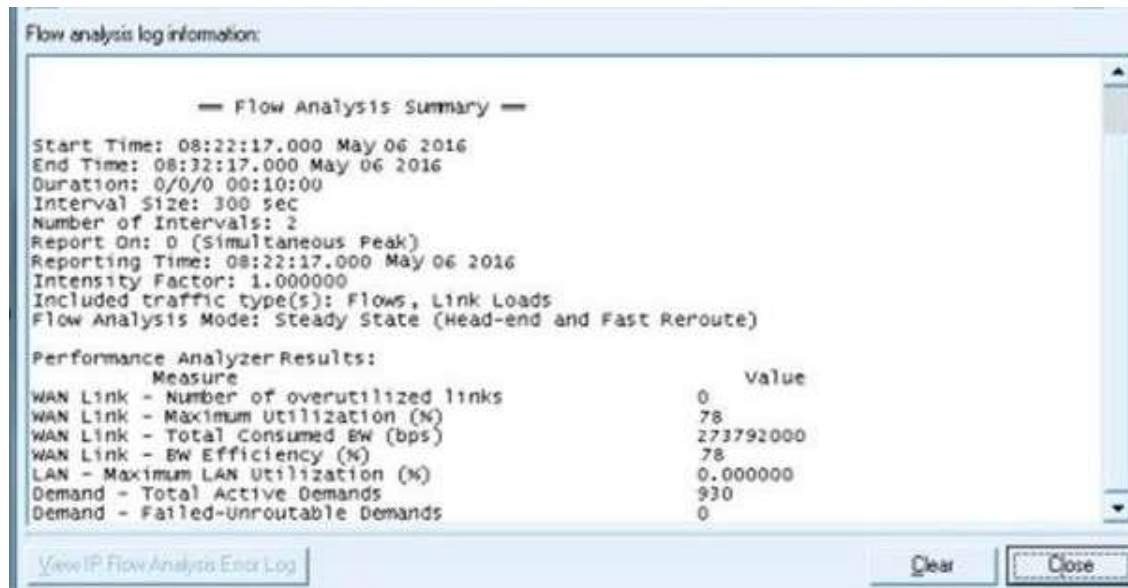 Flow analysis log information:
== Flow Analysis Summary ==
Start Time: 08:22:17.000 May 06 2016
End Time: 08:32:17.000 May 06 2016
Duration: 0/0/0 00:10:00
Interval Size: 300 sec
Number of Intervals: 2
Report On: 0 (Simultaneous Peak)
Reporting Time: 08:22:17.000 May 06 2016
Intensity Factor: 1.000000
Included traffic type(s): Flows, Link Loads
Flow Analysis Mode: Steady State (Head-end and Fast Reroute)
Performance Analyzer Results:
Measure Value
WAN Link - Number of overutilized links 0
WAN Link - Maximum Utilization (%) 78
WAN Link - Total Consumed BW (bps) 273792000
WAN Link - BW Efficiency (%) 78
LAN - Maximum LAN Utilization (%) 0.000000
Demand - Total Active Demands 930
Demand - Failed-Unroutable Demands 0
View IP Flow Analysis Error Log Clear Close